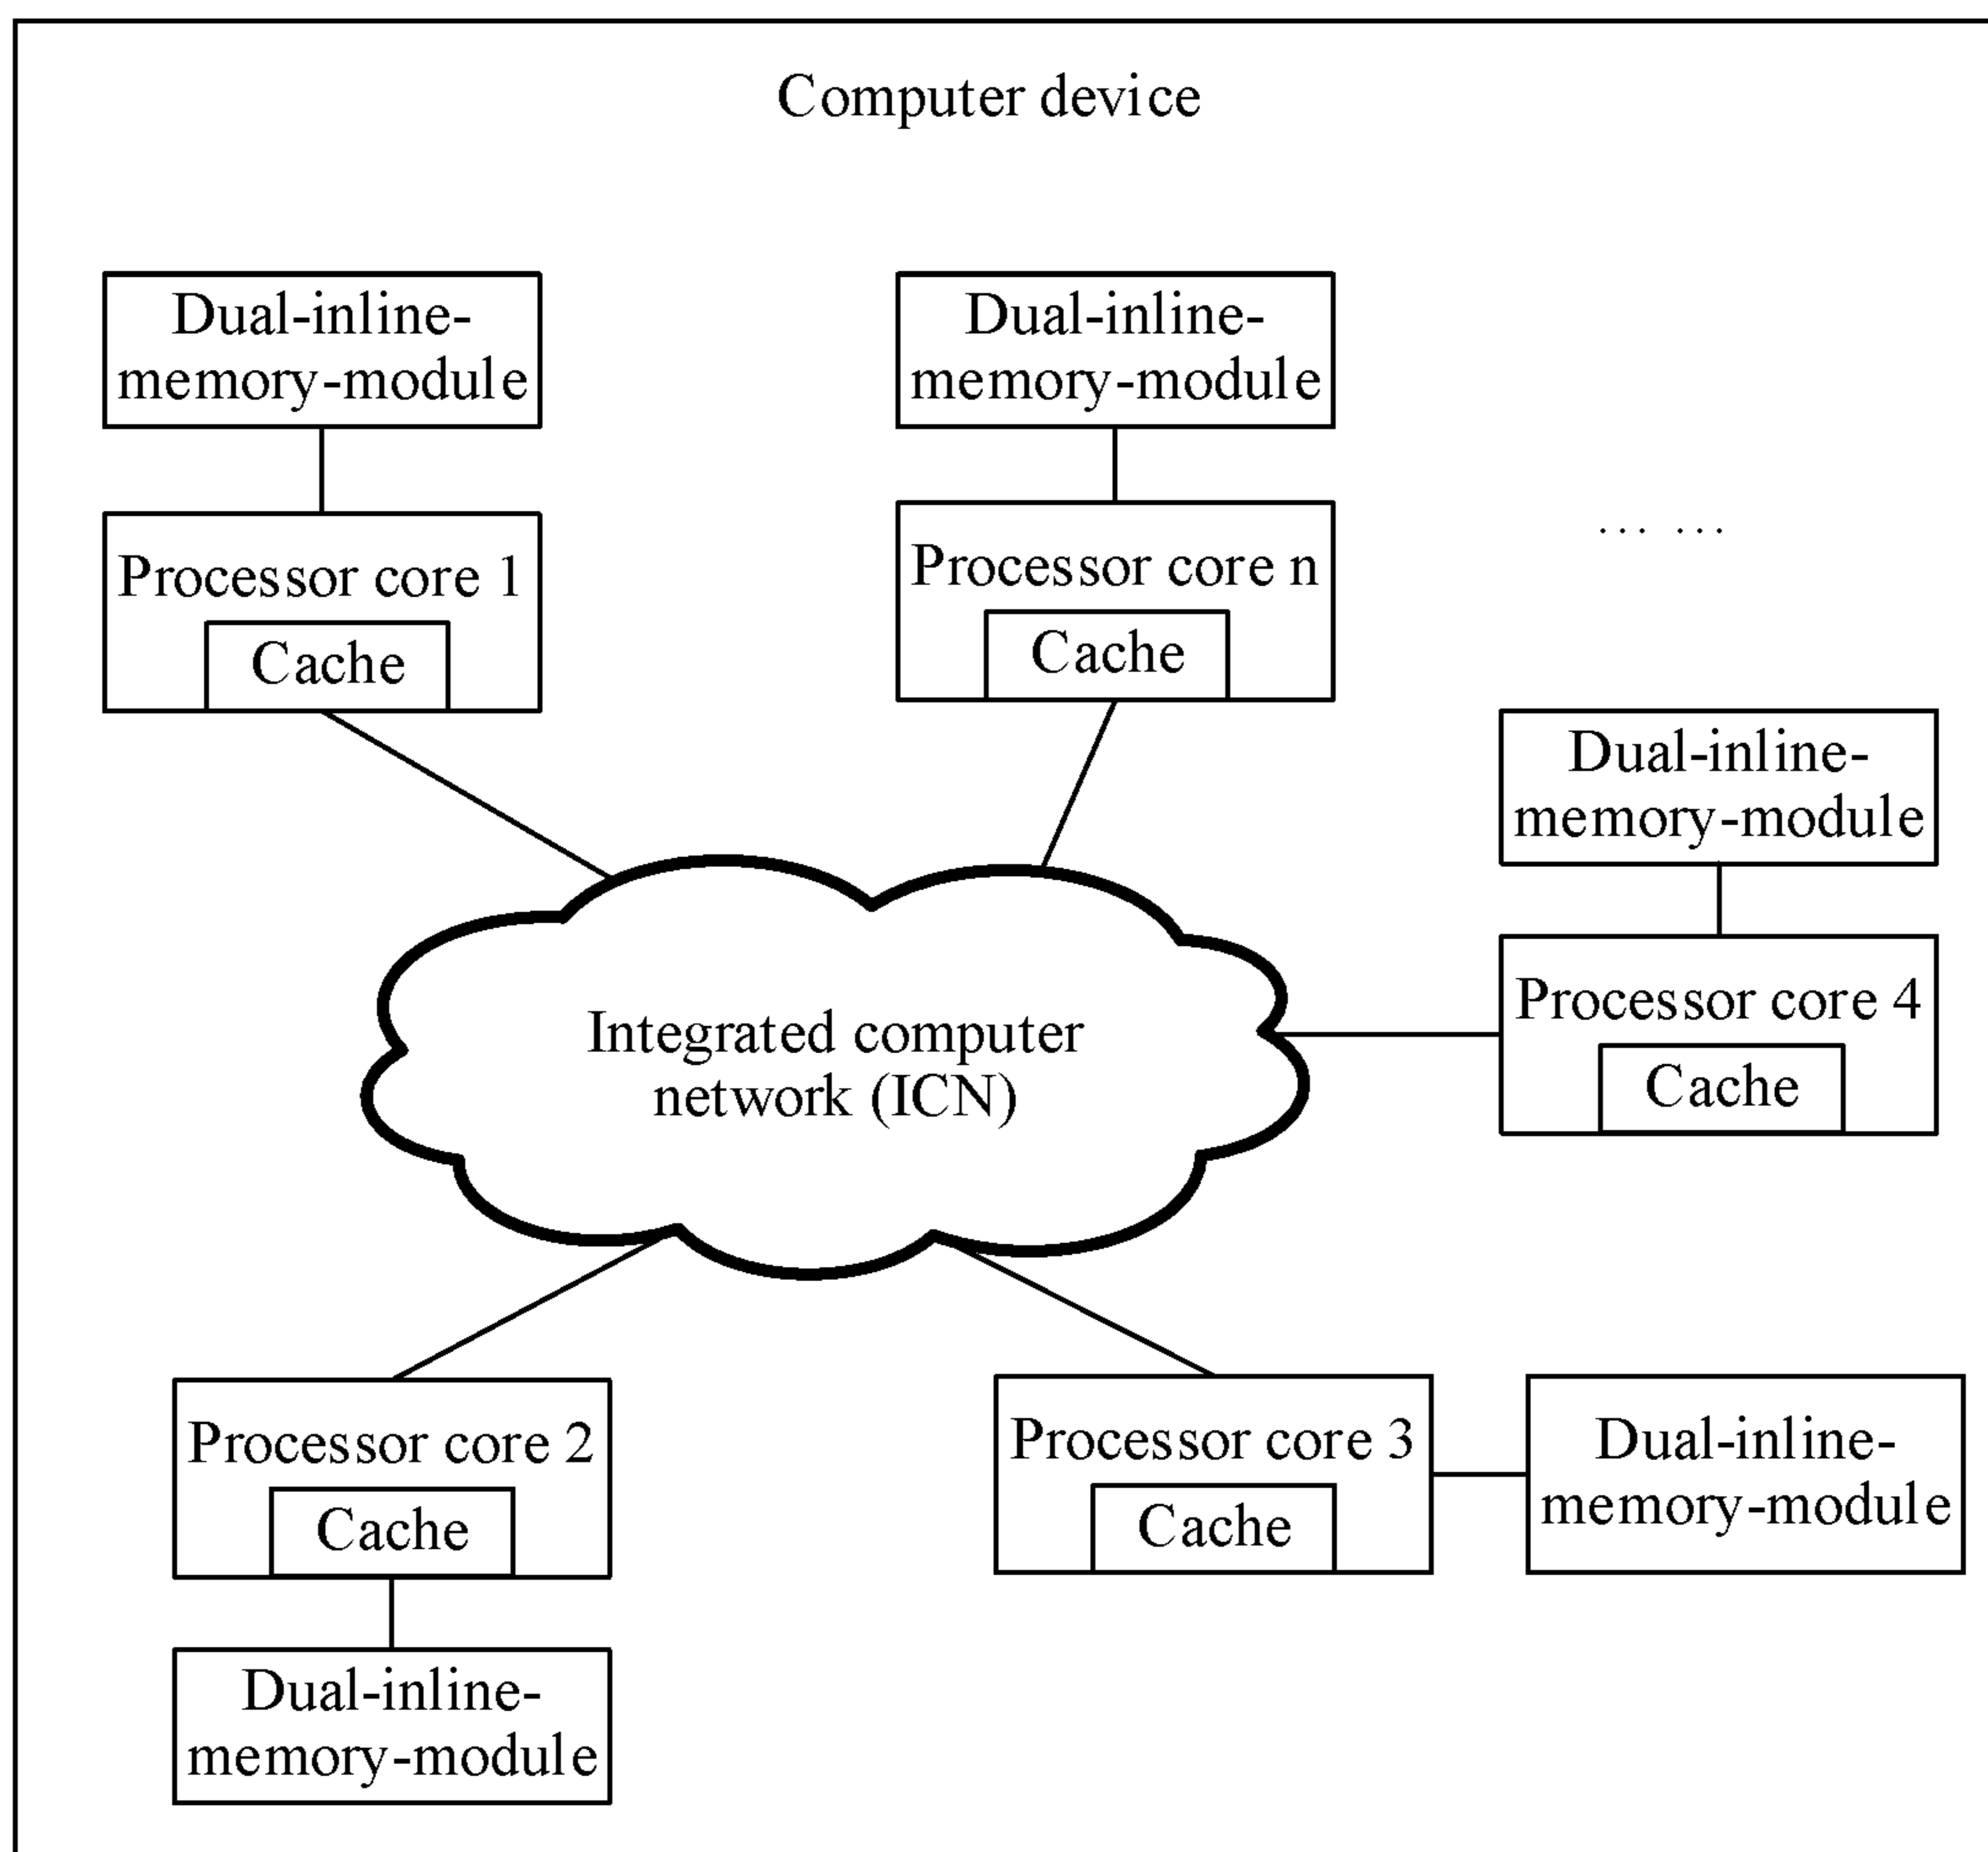 Computer device
Dual-inline-
memory-module
Dual-inline-
memory-module
Processor core 1
Cache
Processor core n
Cache
... ...
Dual-inline-
memory-module
Processor core 4
Cache
Integrated computer
network (ICN)
Processor core 2
Cache
Processor core 3
Cache
Dual-inline-
memory-module
Dual-inline-
memory-module